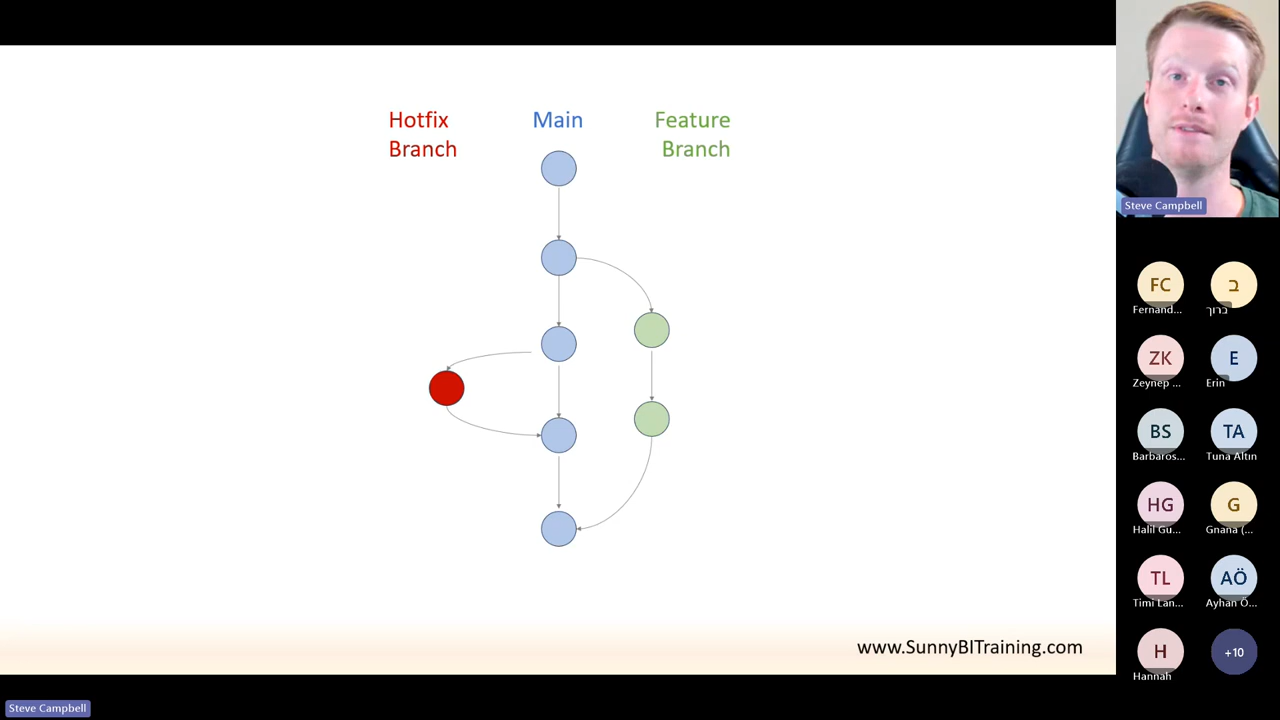 Hotfix
Branch
Main
Feature
Branch
www.SunnyBITraining.com
Steve Campbell
Steve Campbell
FC
Fernand...
ב
ברוך
ZK
Zeynep ...
E
Erin
BS
Barbaros...
TA
Tuna Altın
HG
Halil Gu...
G
Gnana (...
TL
Timi Lan...
AÖ
Ayhan Ö...
H
Hannah
+10